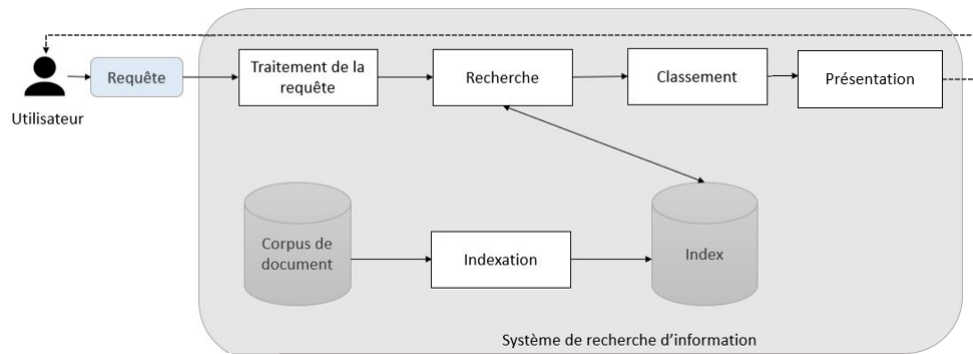 Utilisateur
Requête
Traitement de la
requête
Recherche
Classement
Présentation
Corpus de
document
Indexation
Index
Système de recherche d'information